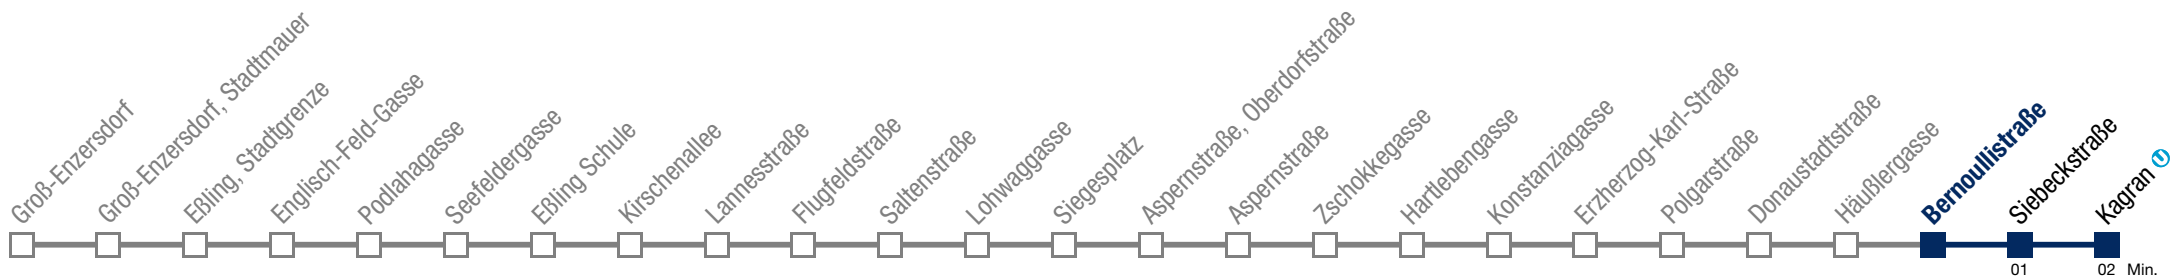 Groß-Enzersdorf
Groß-Enzersdorf, Stadtmauer
Eßling, Stadtgrenze
Englisch-Feld-Gasse
Podlahagasse
Seefeldergasse
Eßling Schule
Kirschenallee
Lannesstraße
Flugfeldstraße
Saltenstraße
Lohwaggasse
Siegesplatz
Aspernstraße, Oberdorfstraße
Aspernstraße
Zschokkegasse
Hartlebengasse
Konstanziagasse
Erzherzog-Karl-Straße
Polgarstraße
Donaustadtstraße
Häußlergasse
Bernoullistraße
Siebeckstraße
Kagran U
01 02 Min.